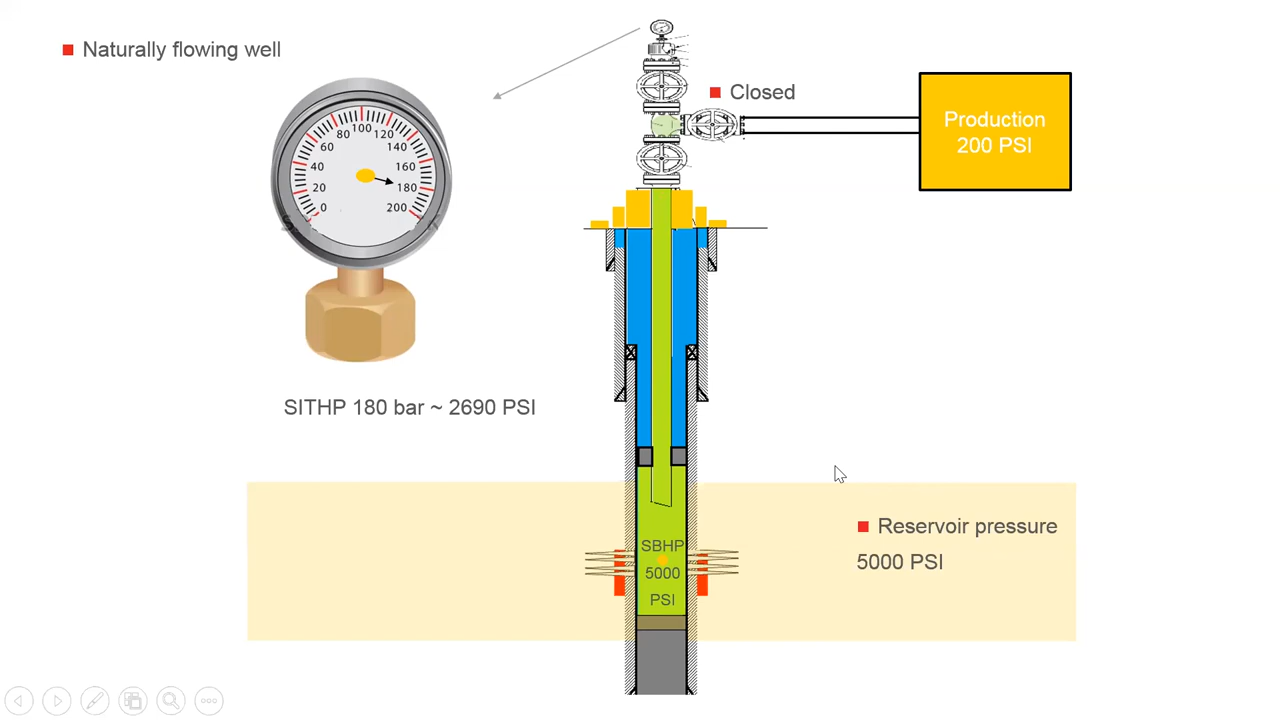 Naturally flowing well
Closed
Production
200 PSI
0
20
40
60
80
100
120
140
160
180
200
SITHP 180 bar ~ 2690 PSI
SBHP
5000
PSI
Reservoir pressure
5000 PSI